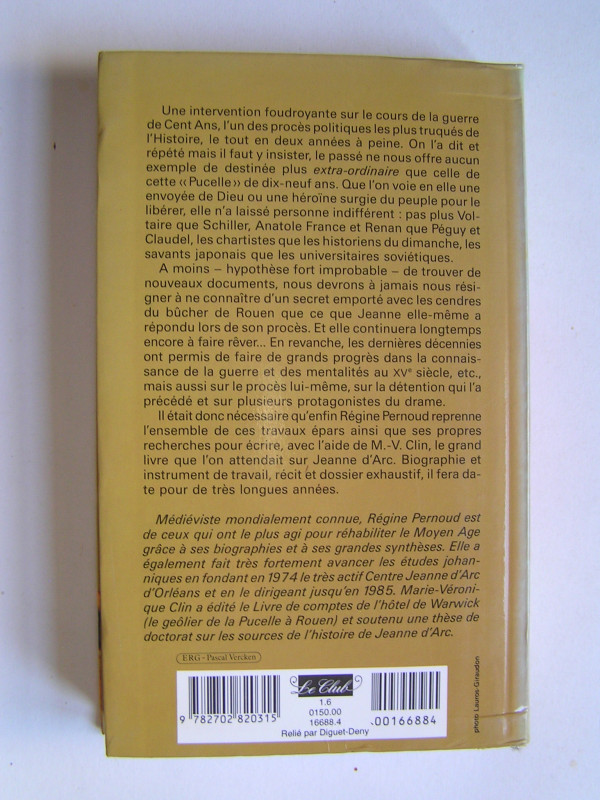 Une intervention foudroyante sur le cours de la guerre
de Cent Ans, l'un des procès politiques les plus truqués de
l'Histoire, le tout en deux années à peine. On l'a dit et
répété mais il faut y insister, le passé ne nous offre aucun
exemple de destinée plus extra-ordinaire que celle de
cette «Pucelle» de dix-neuf ans. Que l'on voie en elle une
envoyée de Dieu ou une héroïne surgie du peuple pour le
libérer, elle n'a laissé personne indifférent : pas plus Vol-
taire que Schiller, Anatole France et Renan que Péguy et
Claudel, les chartistes que les historiens du dimanche, les
savants japonais que les universitaires soviétiques.
A moins – hypothèse fort improbable – de trouver de
nouveaux documents, nous devrons à jamais nous rési-
gner à ne connaître d'un secret emporté avec les cendres
du bûcher de Rouen que ce que Jeanne elle-même a
répondu lors de son procès. Et elle continuera longtemps
encore à faire rêver... En revanche, les dernières décennies
ont permis de faire de grands progrès dans la connais-
sance de la guerre et des mentalités au XVe siècle, etc.,
mais aussi sur le procès lui-même, sur la détention qui l'a
précédé et sur plusieurs protagonistes du drame.
Il était donc nécessaire qu'enfin Régine Pernoud reprenne
l'ensemble de ces travaux épars ainsi que ses propres
recherches pour écrire, avec l'aide de M.-V. Clin, le grand
livre que l'on attendait sur Jeanne d'Arc. Biographie et
instrument de travail, récit et dossier exhaustif, il fera da-
te pour de très longues années.
Médiéviste mondialement connue, Régine Pernoud est
de ceux qui ont le plus agi pour réhabiliter le Moyen Age
grâce à ses biographies et à ses grandes synthèses. Elle a
également fait très fortement avancer les études johan-
niques en fondant en 1974 le très actif Centre Jeanne d'Arc
d'Orléans et en le dirigeant jusqu'en 1985. Marie-Véroni-
que Clin a édité le Livre de comptes de l'hôtel de Warwick
(le geôlier de la Pucelle à Rouen) et soutenu une thèse de
doctorat sur les sources de l'histoire de Jeanne d'Arc.
ERG - Pascal Vercken
Le Club
1.6
0150.00
16688.4
9 782702 820315
.00166884
Relié par Diguet-Deny
photo Lauros-Giraudon